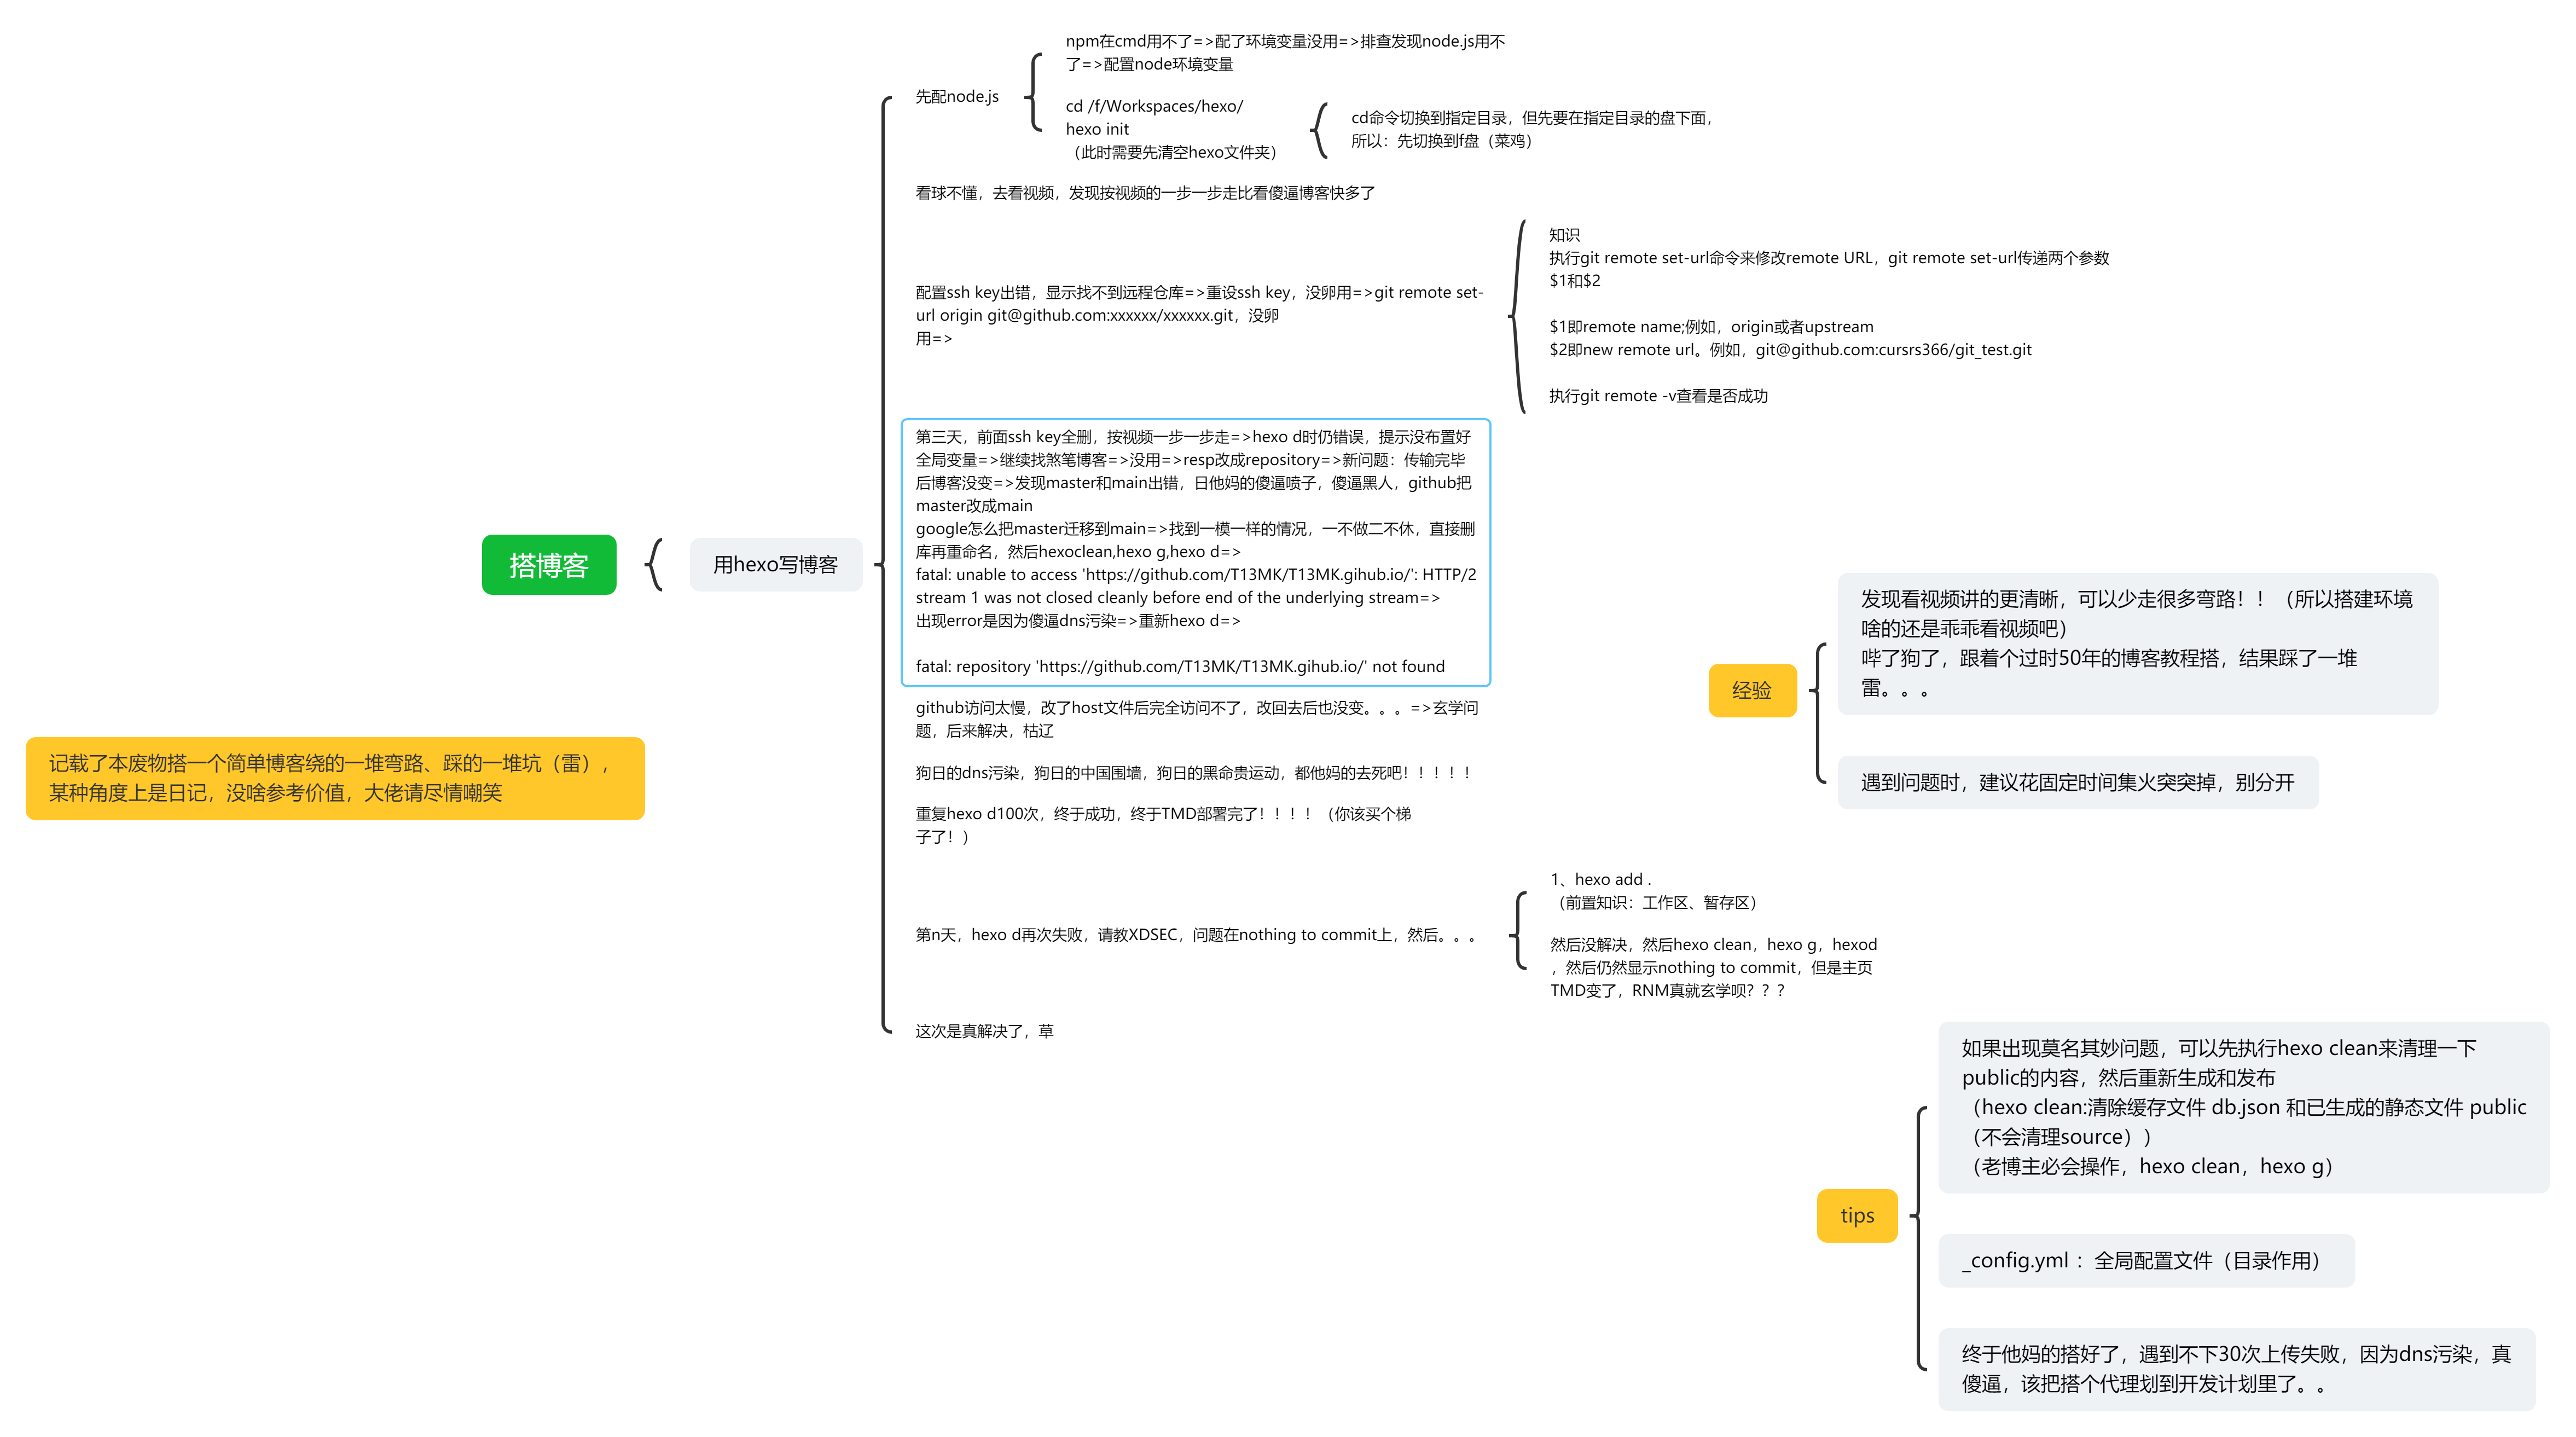 搭博客
用hexo写博客
先配node.js
npm在cmd用不了=>配了环境变量没用=>排查发现node.js用不
了=>配置node环境变量
cd /f/Workspaces/hexo/
hexo init
（此时需要先清空hexo文件夹）
cd命令切换到指定目录，但先要在指定目录的盘下面，
所以：先切换到f盘（菜鸡）
看球不懂，去看视频，发现按视频的一步一步走比看傻逼博客快多了
配置ssh key出错，显示找不到远程仓库=>重设ssh key，没卵用=>git remote set-
url origin git@github.com:xxxxxx/xxxxxx.git，没卵
用=>
知识
执行git remote set-url命令来修改remote URL，git remote set-url传递两个参数
$1和$2
$1即remote name;例如，origin或者upstream
$2即new remote url。例如，git@github.com:cursrs366/git_test.git
执行git remote -v查看是否成功
第三天，前面ssh key全删，按视频一步一步走=>hexo d时仍错误，提示没布置好
全局变量=>继续找煞笔博客=>没用=>resp改成repository=>新问题：传输完毕
后博客没变=>发现master和main出错，日他妈的傻逼喷子，傻逼黑人，github把
master改成main
google怎么把master迁移到main=>找到一模一样的情况，一不做二不休，直接删
库再重命名，然后hexoclean,hexo g,hexo d=>
fatal: unable to access 'https://github.com/T13MK/T13MK.gihub.io/': HTTP/2
stream 1 was not closed cleanly before end of the underlying stream=>
出现error是因为傻逼dns污染=>重新hexo d=>
fatal: repository 'https://github.com/T13MK/T13MK.gihub.io/' not found
github访问太慢，改了host文件后完全访问不了，改回去后也没变。。。=>玄学问
题，后来解决，枯辽
狗日的dns污染，狗日的中国围墙，狗日的黑命贵运动，都他妈的去死吧！！！！！
重复hexo d100次，终于成功，终于TMD部署完了！！！！（你该买个梯
子了！）
第n天，hexo d再次失败，请教XDSEC，问题在nothing to commit上，然后。。。
1、hexo add .
（前置知识：工作区、暂存区）
然后没解决，然后hexo clean，hexo g，hexod
，然后仍然显示nothing to commit，但是主页
TMD变了，RNM真就玄学呗？？？
这次是真解决了，草
记载了本废物搭一个简单博客绕的一堆弯路、踩的一堆坑（雷），
某种角度上是日记，没啥参考价值，大佬请尽情嘲笑
经验
发现看视频讲的更清晰，可以少走很多弯路！！（所以搭建环境
啥的还是乖乖看视频吧）
哔了狗了，跟着个过时50年的博客教程搭，结果踩了一堆
雷。。。
遇到问题时，建议花固定时间集火突突掉，别分开
tips
如果出现莫名其妙问题，可以先执行hexo clean来清理一下
public的内容，然后重新生成和发布
（hexo clean:清除缓存文件 db.json 和已生成的静态文件 public
（不会清理source））
（老博主必会操作，hexo clean，hexo g）
_config.yml ：全局配置文件（目录作用）
终于他妈的搭好了，遇到不下30次上传失败，因为dns污染，真
傻逼，该把搭个代理划到开发计划里了。。